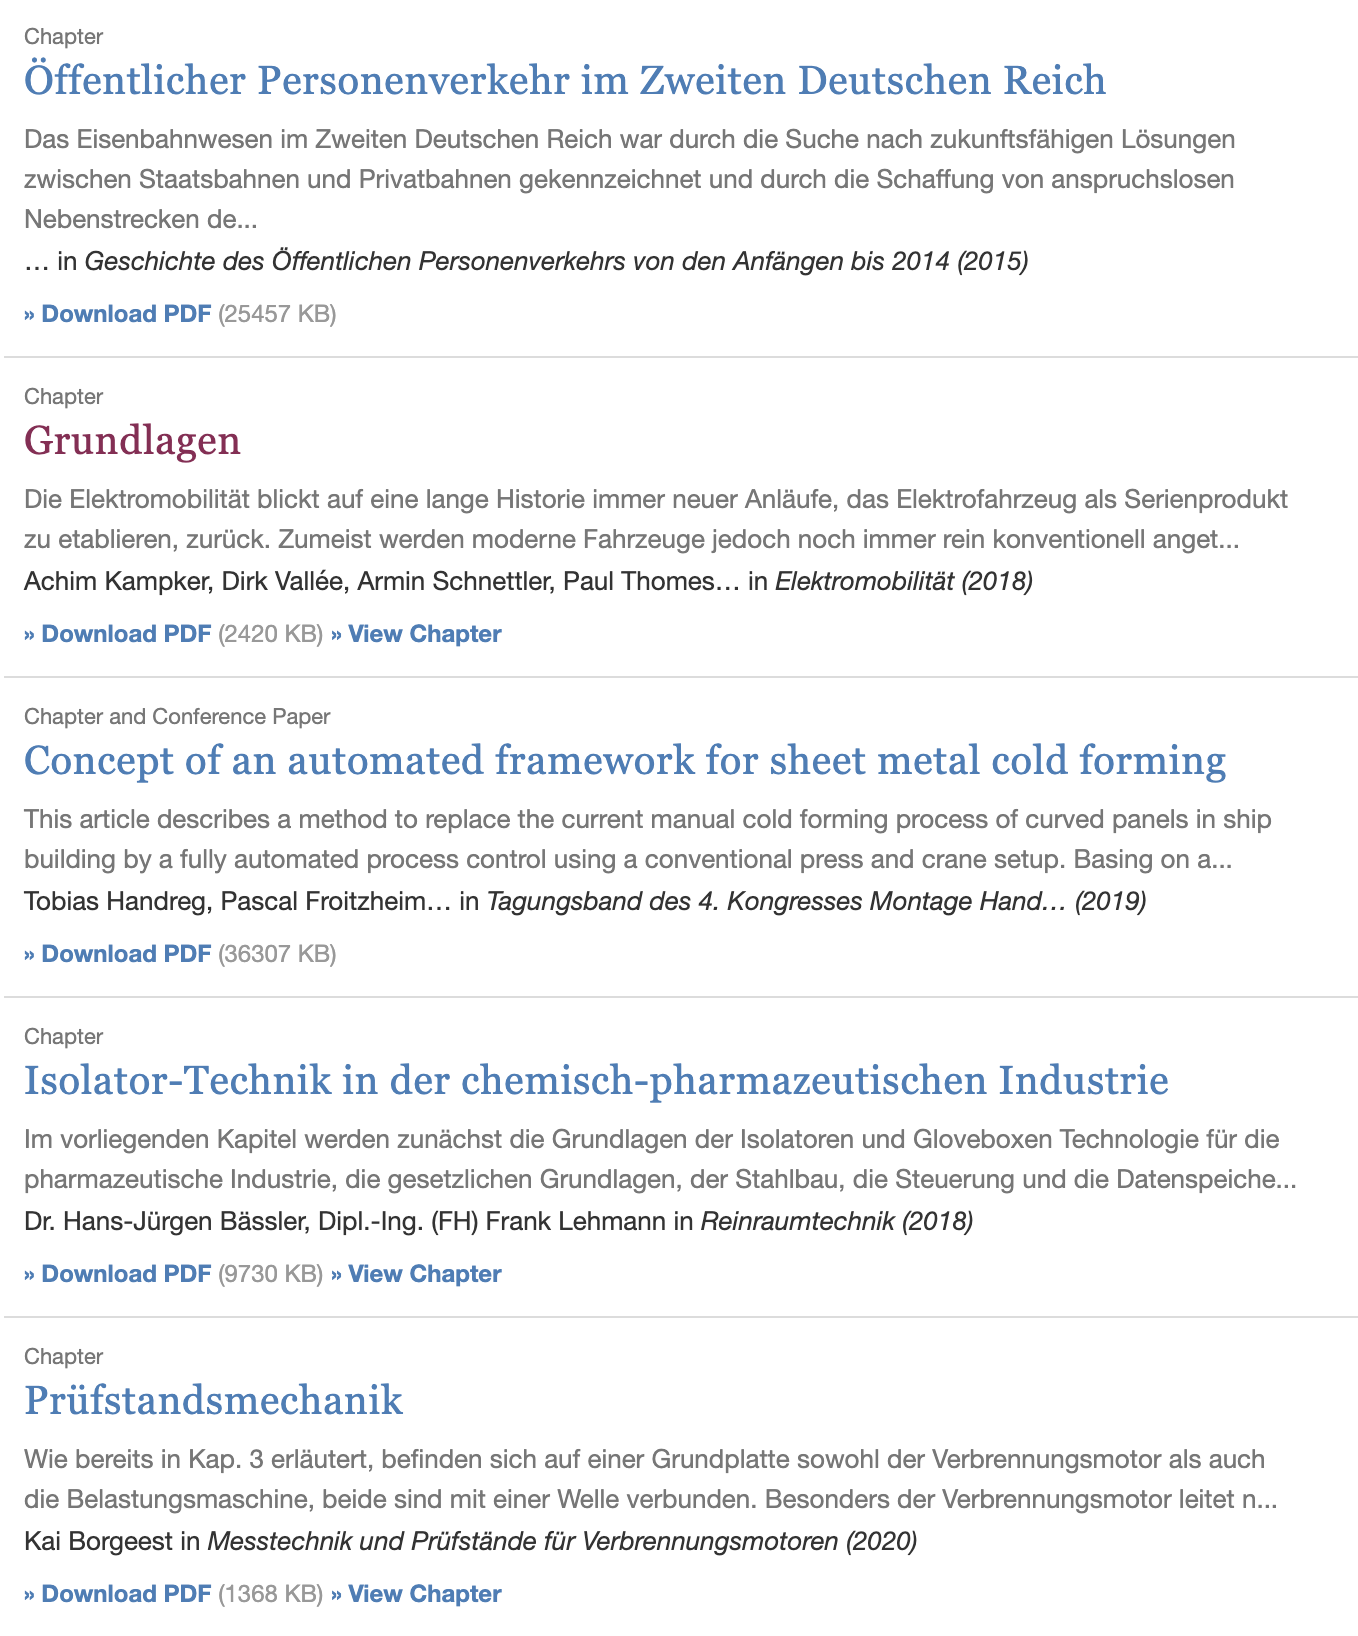 Chapter
Öffentlicher Personenverkehr im Zweiten Deutschen Reich
Das Eisenbahnwesen im Zweiten Deutschen Reich war durch die Suche nach zukunftsfähigen Lösungen
zwischen Staatsbahnen und Privatbahnen gekennzeichnet und durch die Schaffung von anspruchslosen
Nebenstrecken de...
… in Geschichte des Öffentlichen Personenverkehrs von den Anfängen bis 2014 (2015)
» Download PDF (25457 KB)
Chapter
Grundlagen
Die Elektromobilität blickt auf eine lange Historie immer neuer Anläufe, das Elektrofahrzeug als Serienprodukt
zu etablieren, zurück. Zumeist werden moderne Fahrzeuge jedoch noch immer rein konventionell anget...
Achim Kampker, Dirk Vallée, Armin Schnettler, Paul Thomes… in Elektromobilität (2018)
» Download PDF (2420 KB) » View Chapter
Chapter and Conference Paper
Concept of an automated framework for sheet metal cold forming
This article describes a method to replace the current manual cold forming process of curved panels in ship
building by a fully automated process control using a conventional press and crane setup. Basing on a...
Tobias Handreg, Pascal Froitzheim… in Tagungsband des 4. Kongresses Montage Hand… (2019)
» Download PDF (36307 KB)
Chapter
Isolator-Technik in der chemisch-pharmazeutischen Industrie
Im vorliegenden Kapitel werden zunächst die Grundlagen der Isolatoren und Gloveboxen Technologie für die
pharmazeutische Industrie, die gesetzlichen Grundlagen, der Stahlbau, die Steuerung und die Datenspeiche...
Dr. Hans-Jürgen Bässler, Dipl.-Ing. (FH) Frank Lehmann in Reinraumtechnik (2018)
» Download PDF (9730 KB) » View Chapter
Chapter
Prüfstandsmechanik
Wie bereits in Kap. 3 erläutert, befinden sich auf einer Grundplatte sowohl der Verbrennungsmotor als auch
die Belastungsmaschine, beide sind mit einer Welle verbunden. Besonders der Verbrennungsmotor leitet n...
Kai Borgeest in Messtechnik und Prüfstände für Verbrennungsmotoren (2020)
» Download PDF (1368 KB) » View Chapter